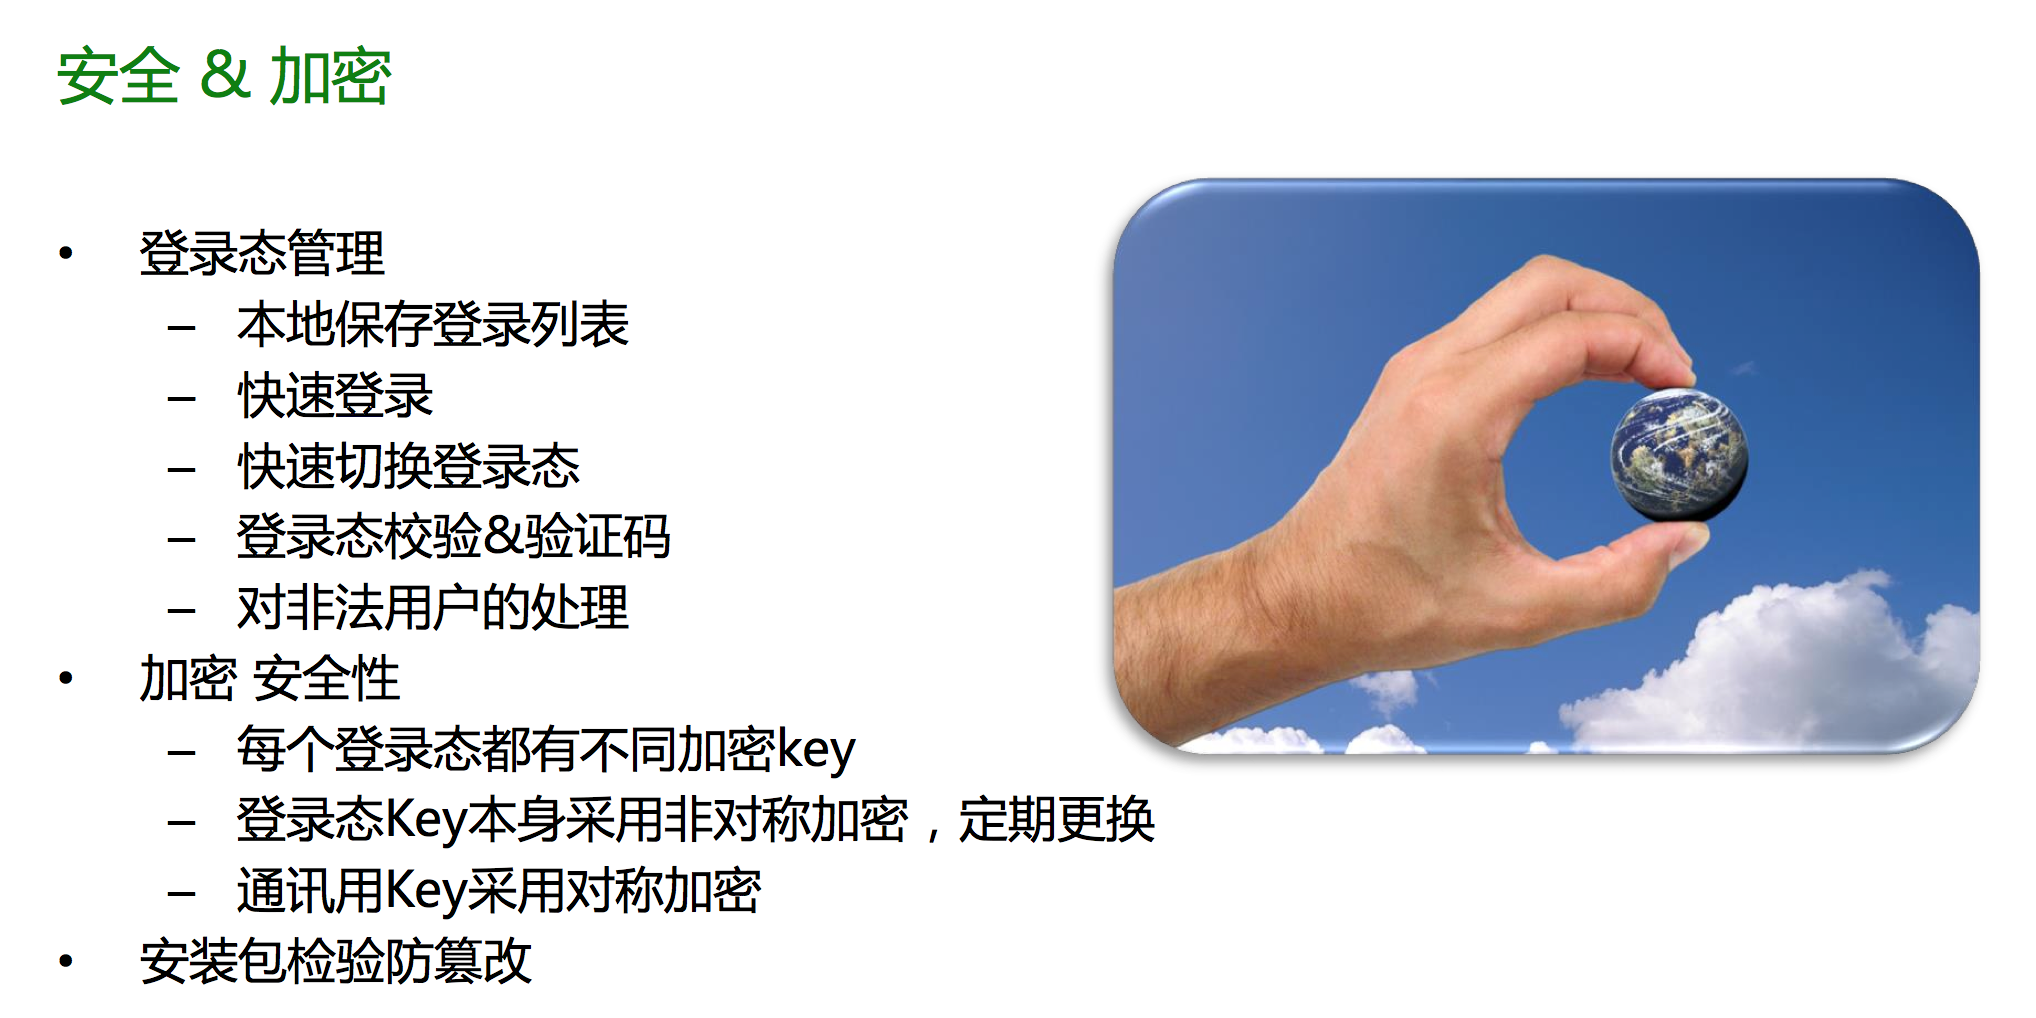 安全 & 加密
• 登录态管理
– 本地保存登录列表
– 快速登录
– 快速切换登录态
– 登录态校验&验证码
– 对非法用户的处理
• 加密 安全性
– 每个登录态都有不同加密key
– 登录态Key本身采用非对称加密，定期更换
– 通讯用Key采用对称加密
• 安装包检验防篡改